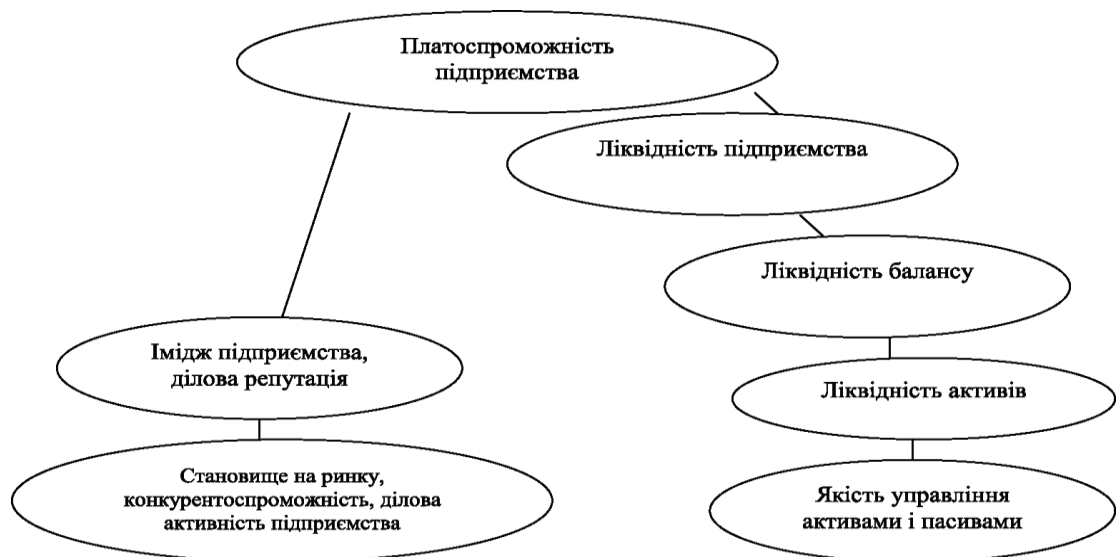 Платоспроможність
підприємства
Ліквідність підприємства
Ліквідність балансу
Імідж підприємства,
ділова репутація
Ліквідність активів
Становище на ринку,
конкурентоспроможність, ділова
активність підприємства
Якість управління
активами і пасивами